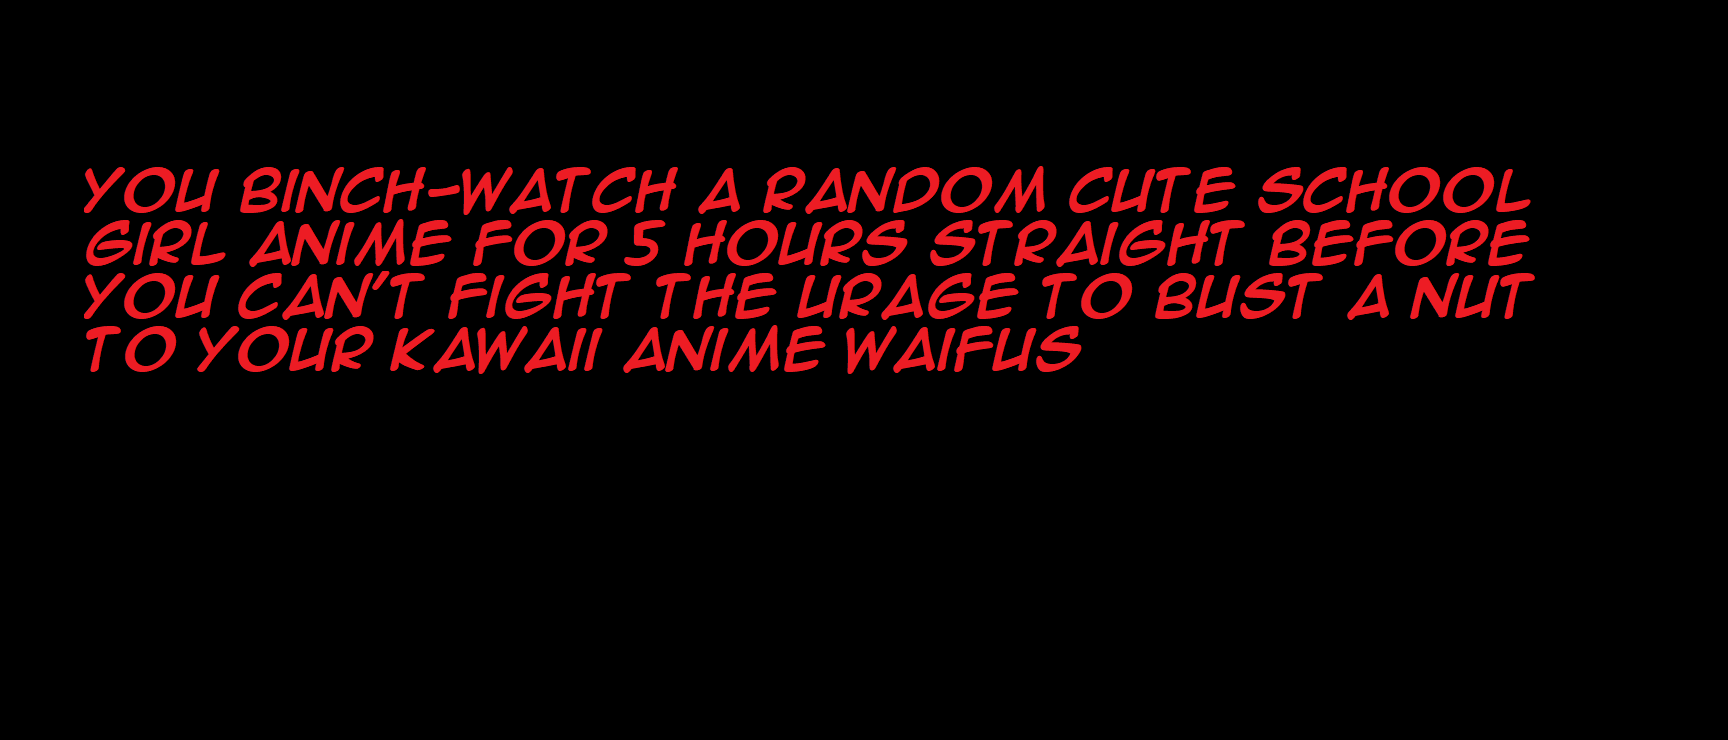 YOU BINCH-WATCH A RANDOM CUTE SCHOOL
GIRL ANIME FOR 5 HOURS STRAIGHT BEFORE
YOU CAN'T FIGHT THE URAGE TO BUST A NUT
TO YOUR KAWAII ANIME WAIFUS